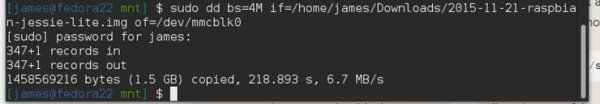 [james@fedora22 mnt] $ sudo dd bs=4M if=/home/james/Downloads/2015-11-21-raspbia
n-jessie-lite.img of=/dev/mmcblk0
[sudo] password for james:
347+1 records in
347+1 records out
1458569216 bytes (1.5 GB) copied, 218.893 s, 6.7 MB/s
[james@fedora22 mnt] $